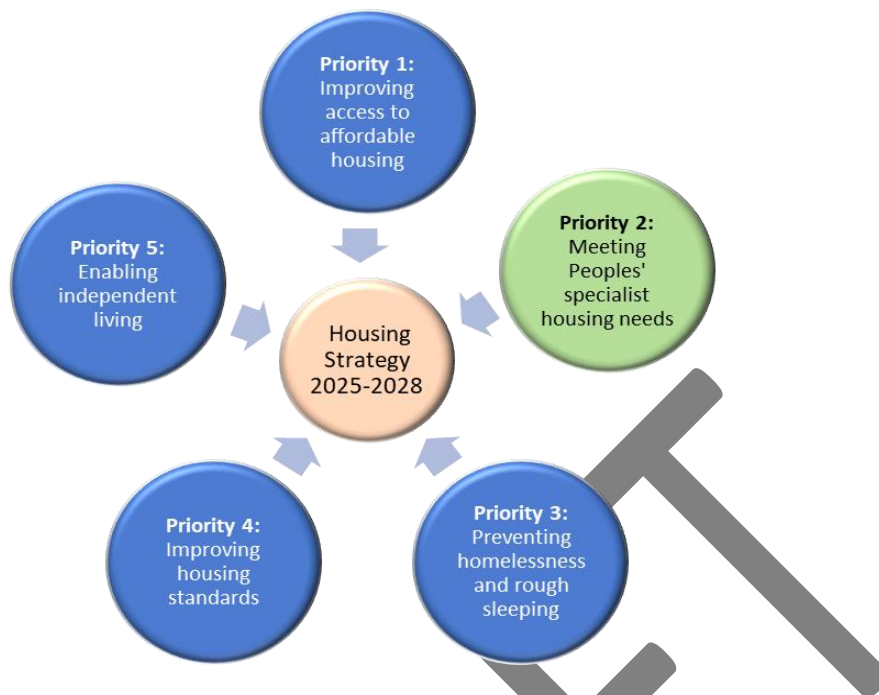 Priority 1:
Improving
access to
affordable
housing
Priority 2:
Meeting
Peoples'
specialist
housing needs
Priority 5:
Enabling
independent
living
Housing
Strategy
2025-2028
Priority 4:
Improving
housing
standards
Priority 3:
Preventing
homelessness
and rough
sleeping